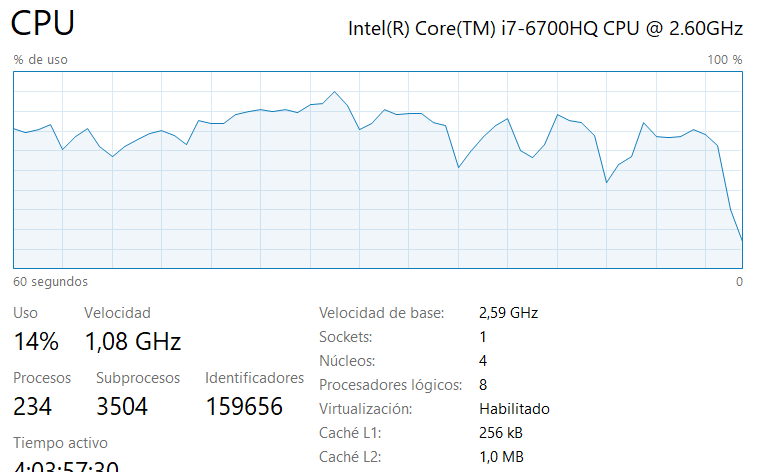 CPU
Intel(R) Core(TM) i7-6700HQ CPU @ 2.60GHz
% de uso
100 %
60 segundos
0
Uso
Velocidad
14%
1,08 GHz
Procesos
Subprocesos
Identificadores
234
3504
159656
Tiempo activo
4:03:57:30
Velocidad de base:
2,59 GHz
Sockets:
1
Núcleos:
4
Procesadores lógicos:
8
Virtualización:
Habilitado
Caché L1:
256 kB
Caché L2:
1,0 MB